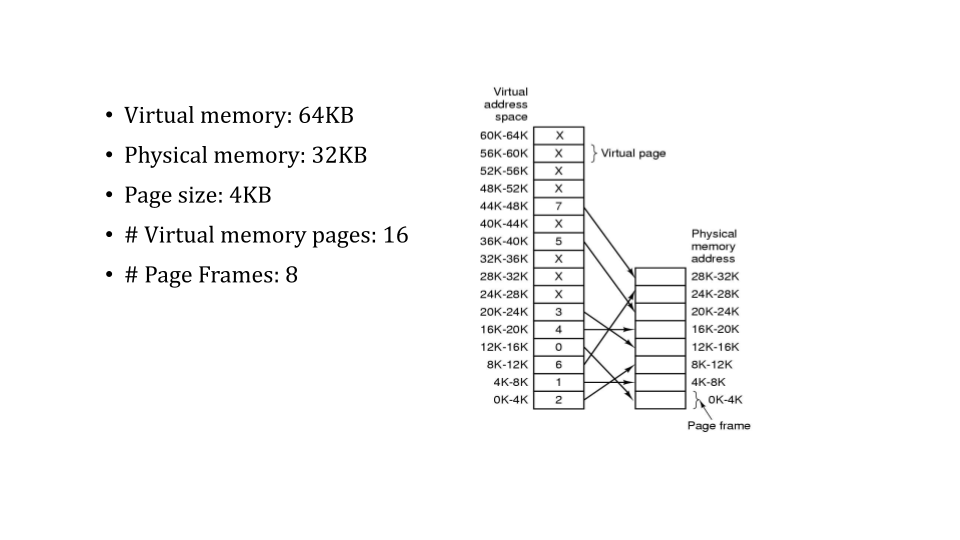 • Virtual memory: 64KB
• Physical memory: 32KB
• Page size: 4KB
• # Virtual memory pages: 16
• # Page Frames: 8
Virtual
address
space
60K-64K X
56K-60K X } Virtual page
52K-56K X
48K-52K X
44K-48K 7
40K-44K X
36K-40K 5
32K-36K X
28K-32K X
24K-28K X
20K-24K 3
16K-20K 4
12K-16K 0
8K-12K 6
4K-8K 1
0K-4K 2
Physical
memory
address
28K-32K
24K-28K
20K-24K
16K-20K
12K-16K
8K-12K
4K-8K
} 0K-4K
Page frame